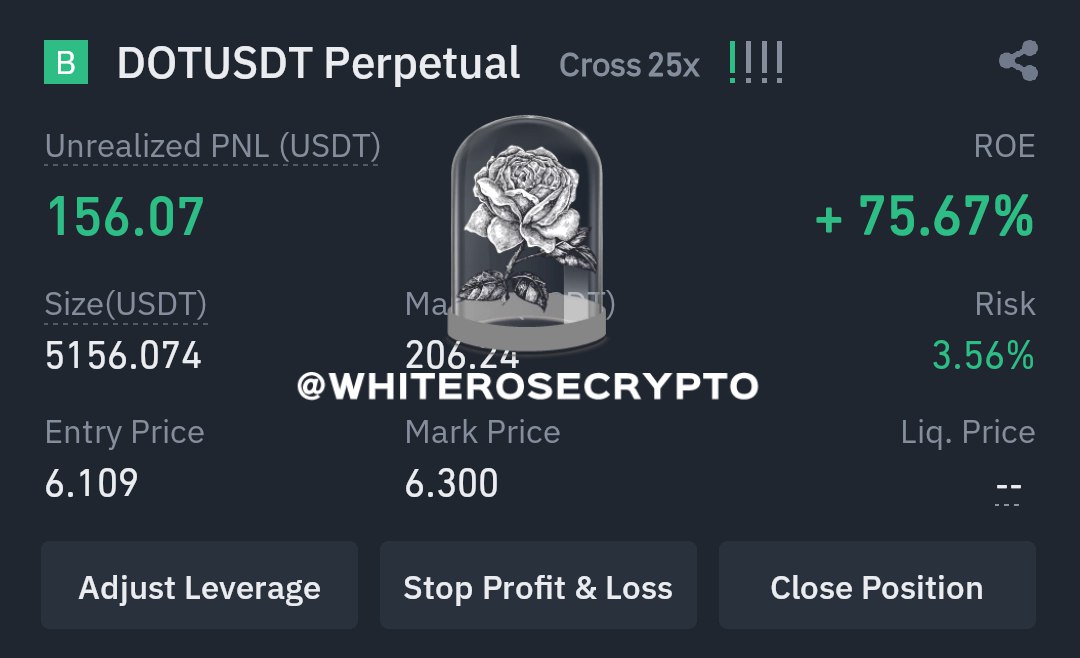 B DOTUSDT Perpetual Cross 25x
Unrealized PNL (USDT) ROE
156.07 + 75.67%
Size(USDT) Risk
5156.074 206.24 3.56%
@WHITEROSECRYPTO
Entry Price Mark Price Liq. Price
6.109 6.300 --
Adjust Leverage Stop Profit & Loss Close Position